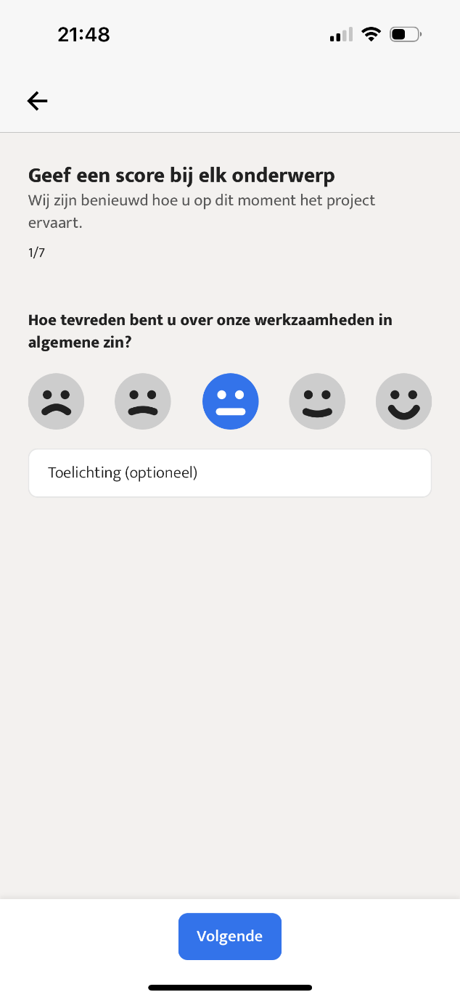 21:48
Geef een score bij elk onderwerp
Wij zijn benieuwd hoe u op dit moment het project
ervaart.
1/7
Hoe tevreden bent u over onze werkzaamheden in
algemene zin?
Toelichting (optioneel)
Volgende